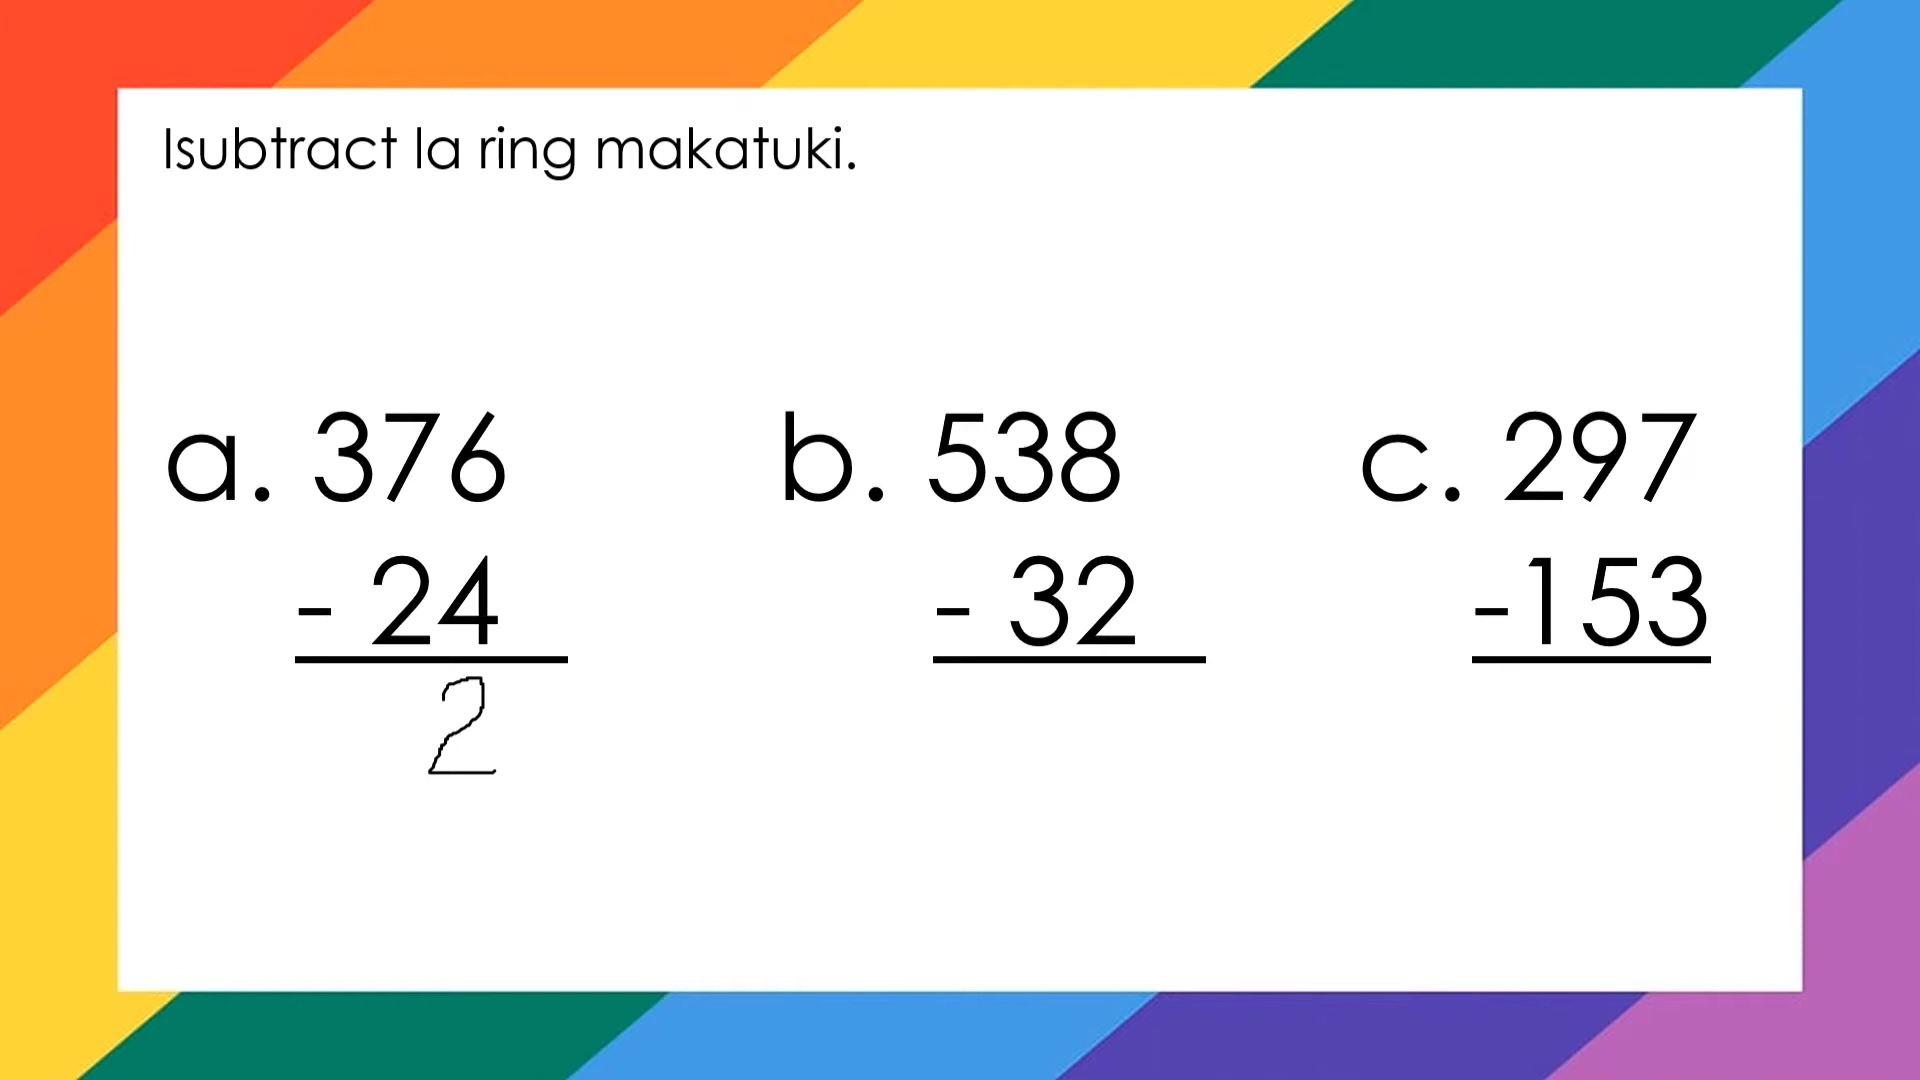 Isubtract la ring makatuki.
a. 376 b. 538 c. 297
- 24 - 32 -153
2